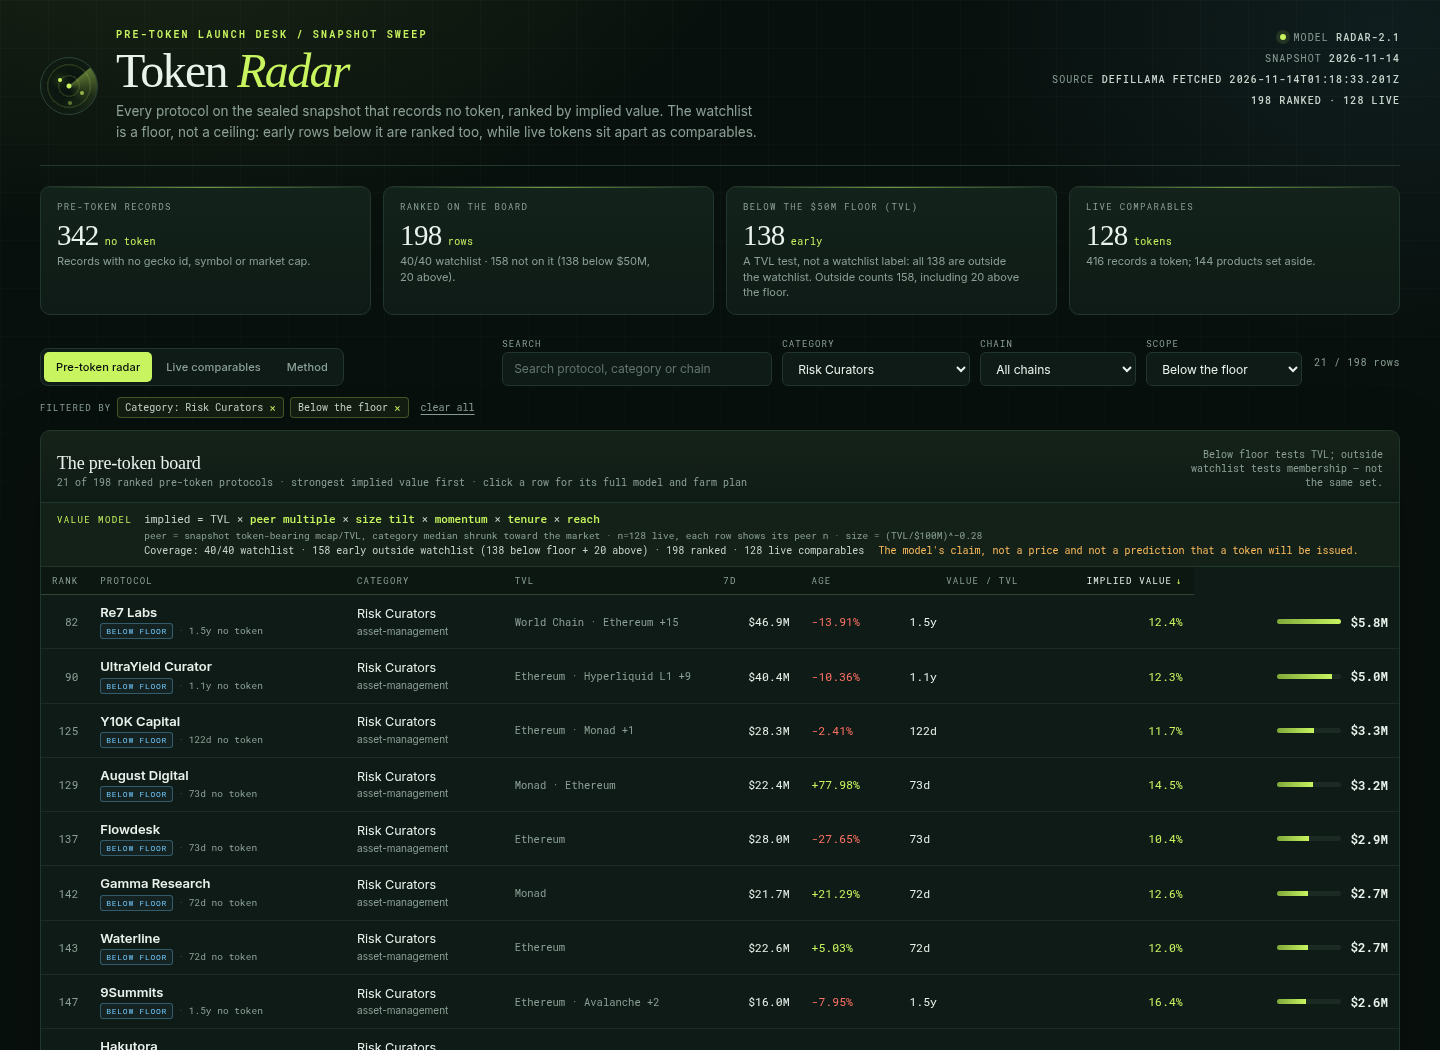 PRE-TOKEN LAUNCH DESK / SNAPSHOT SWEEP
Token Radar
Every protocol on the sealed snapshot that records no token, ranked by implied value. The watchlist
is a floor, not a ceiling: early rows below it are ranked too, while live tokens sit apart as comparables.
MODEL RADAR-2.1
SNAPSHOT 2026-11-14
SOURCE DEFILLAMA FETCHED 2026-11-14T01:18:33.201Z
198 RANKED · 128 LIVE
PRE-TOKEN RECORDS
342 no token
Records with no gecko id, symbol or market cap.
RANKED ON THE BOARD
198 rows
40/40 watchlist · 158 not on it (138 below $50M,
20 above).
BELOW THE $50M FLOOR (TVL)
138 early
A TVL test, not a watchlist label: all 138 are outside
the watchlist. Outside counts 158, including 20 above
the floor.
LIVE COMPARABLES
128 tokens
416 records a token; 144 products set aside.
Pre-token radar
Live comparables
Method
SEARCH
Search protocol, category or chain
CATEGORY
Risk Curators
CHAIN
All chains
SCOPE
Below the floor
21 / 198 rows
FILTERED BY Category: Risk Curators × Below the floor × clear all
The pre-token board
21 of 198 ranked pre-token protocols · strongest implied value first · click a row for its full model and farm plan
Below floor tests TVL; outside
watchlist tests membership — not
the same set.
VALUE MODEL implied = TVL × peer multiple × size tilt × momentum × tenure × reach
peer = snapshot token-bearing mcap/TVL, category median shrunk toward the market · n=128 live, each row shows its peer n · size = (TVL/$100M)^-0.28
Coverage: 40/40 watchlist · 158 early outside watchlist (138 below floor + 20 above) · 198 ranked · 128 live comparables The model's claim, not a price and not a prediction that a token will be issued.
RANK PROTOCOL CATEGORY TVL 7D AGE VALUE / TVL IMPLIED VALUE ↓
82 Re7 Labs Risk Curators World Chain · Ethereum +15 $46.9M -13.91% 1.5y 12.4% $5.8M
BELOW FLOOR · 1.5y no token asset-management
90 UltraYield Curator Risk Curators Ethereum · Hyperliquid L1 +9 $40.4M -10.36% 1.1y 12.3% $5.0M
BELOW FLOOR · 1.1y no token asset-management
125 Y10K Capital Risk Curators Ethereum · Monad +1 $28.3M -2.41% 122d 11.7% $3.3M
BELOW FLOOR · 122d no token asset-management
129 August Digital Risk Curators Monad · Ethereum $22.4M +77.98% 73d 14.5% $3.2M
BELOW FLOOR · 73d no token asset-management
137 Flowdesk Risk Curators Ethereum $28.0M -27.65% 73d 10.4% $2.9M
BELOW FLOOR · 73d no token asset-management
142 Gamma Research Risk Curators Monad $21.7M +21.29% 72d 12.6% $2.7M
BELOW FLOOR · 72d no token asset-management
143 Waterline Risk Curators Ethereum $22.6M +5.03% 72d 12.0% $2.7M
BELOW FLOOR · 72d no token asset-management
147 9Summits Risk Curators Ethereum · Avalanche +2 $16.0M -7.95% 1.5y 16.4% $2.6M
BELOW FLOOR · 1.5y no token asset-management
Hakutora Risk Curators